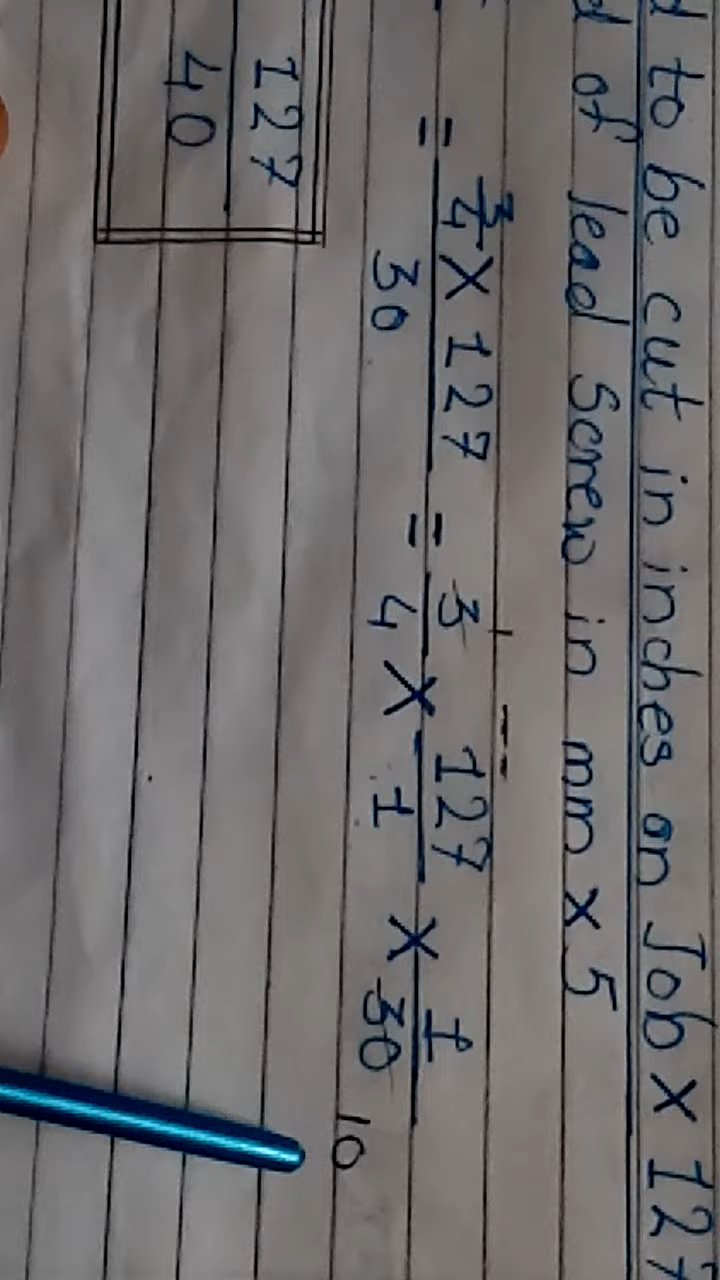 to be cut in inches on Job x 127
of lead Screw in mm x 5
= 3/4 x 127 / 30 = 3/4 x 127/1 x 1/30
10
127/40